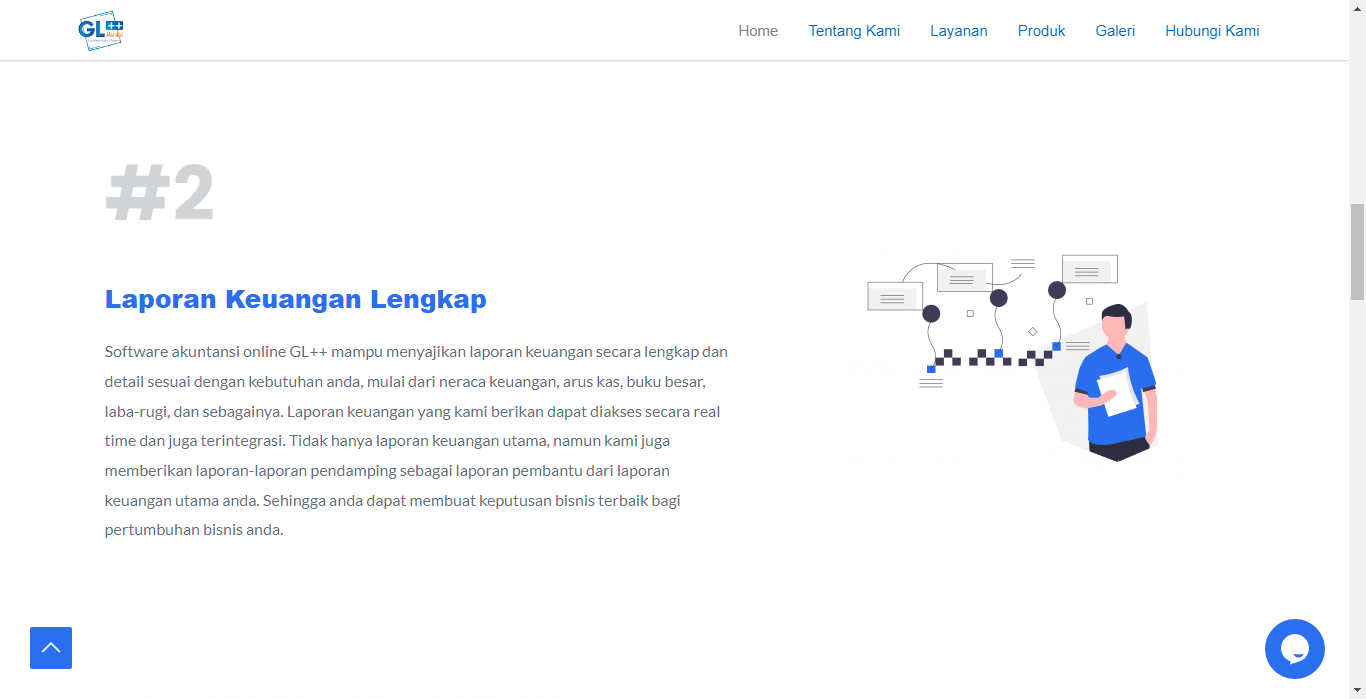 GL++
Home Tentang Kami Layanan Produk Galeri Hubungi Kami
#2
Laporan Keuangan Lengkap
Software akuntansi online GL++ mampu menyajikan laporan keuangan secara lengkap dan
detail sesuai dengan kebutuhan anda, mulai dari neraca keuangan, arus kas, buku besar,
laba-rugi, dan sebagainya. Laporan keuangan yang kami berikan dapat diakses secara real
time dan juga terintegrasi. Tidak hanya laporan keuangan utama, namun kami juga
memberikan laporan-laporan pendamping sebagai laporan pembantu dari laporan
keuangan utama anda. Sehingga anda dapat membuat keputusan bisnis terbaik bagi
pertumbuhan bisnis anda.